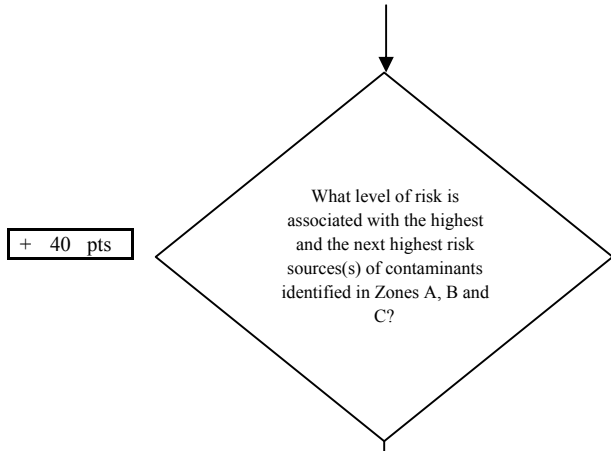 What level of risk is
associated with the highest
and the next highest risk
sources(s) of contaminants
identified in Zones A, B and
C?
+ 40 pts